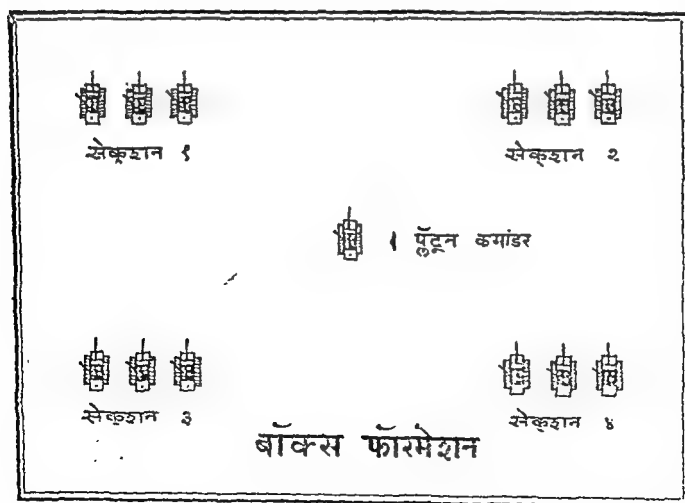 सेक्शन १
सेक्शन २
१ प्लॅटून कमांडर
सेक्शन ३
सेक्शन ४
बॉक्स फॉरमेशन